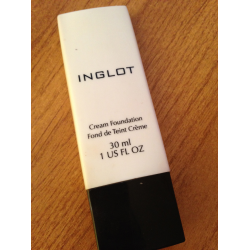 INGLOT
Cream Foundation
Fond de Teint Crème
30 ml
1 US FL OZ